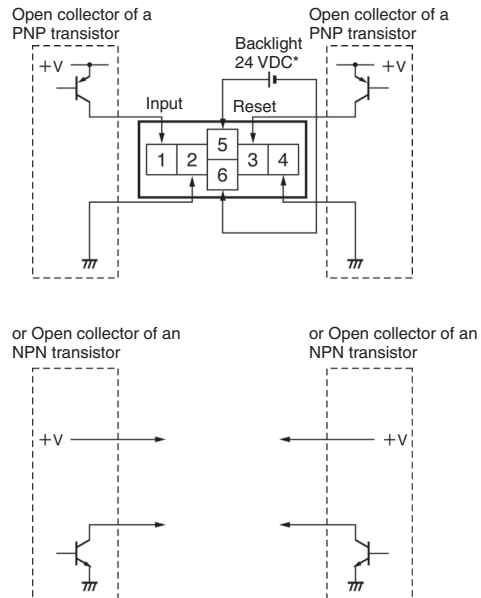 Open collector of a
PNP transistor
Open collector of a
PNP transistor
+V
Backlight
24 VDC*
+V
Input
Reset
1
2
5
6
3
4
or Open collector of an
NPN transistor
or Open collector of an
NPN transistor
+V
+V